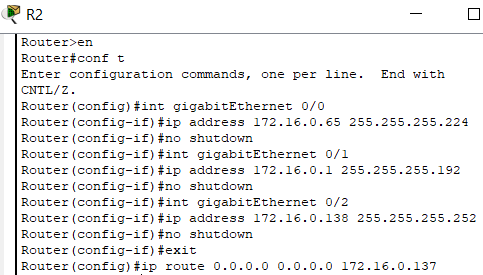 R2
Router>en
Router#conf t
Enter configuration commands, one per line.  End with
CNTL/Z.
Router(config)#int gigabitEthernet 0/0
Router(config-if)#ip address 172.16.0.65 255.255.255.224
Router(config-if)#no shutdown
Router(config-if)#int gigabitEthernet 0/1
Router(config-if)#ip address 172.16.0.1 255.255.255.192
Router(config-if)#no shutdown
Router(config-if)#int gigabitEthernet 0/2
Router(config-if)#ip address 172.16.0.138 255.255.255.252
Router(config-if)#no shutdown
Router(config-if)#exit
Router(config)#ip route 0.0.0.0 0.0.0.0 172.16.0.137